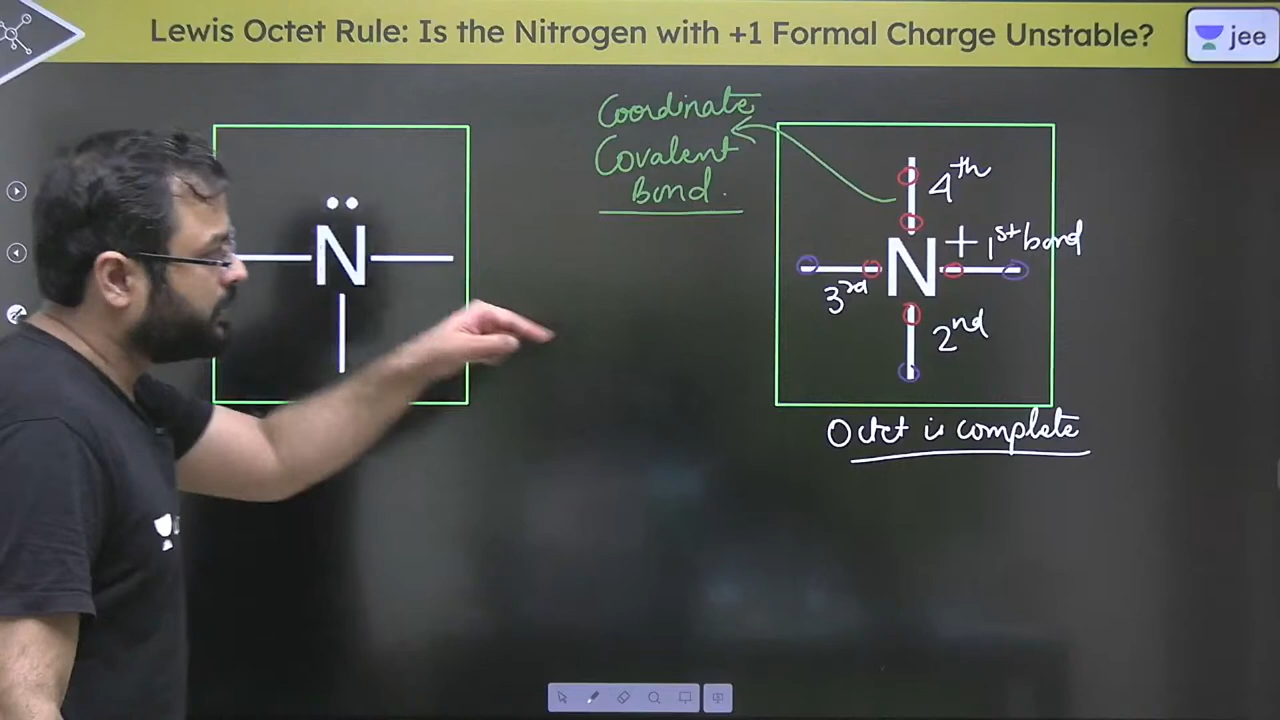 Lewis Octet Rule: Is the Nitrogen with +1 Formal Charge Unstable?
jee
Coordinate
Covalent
Bond.
N
4th
N + 1st bond
3rd
2nd
Octet is complete